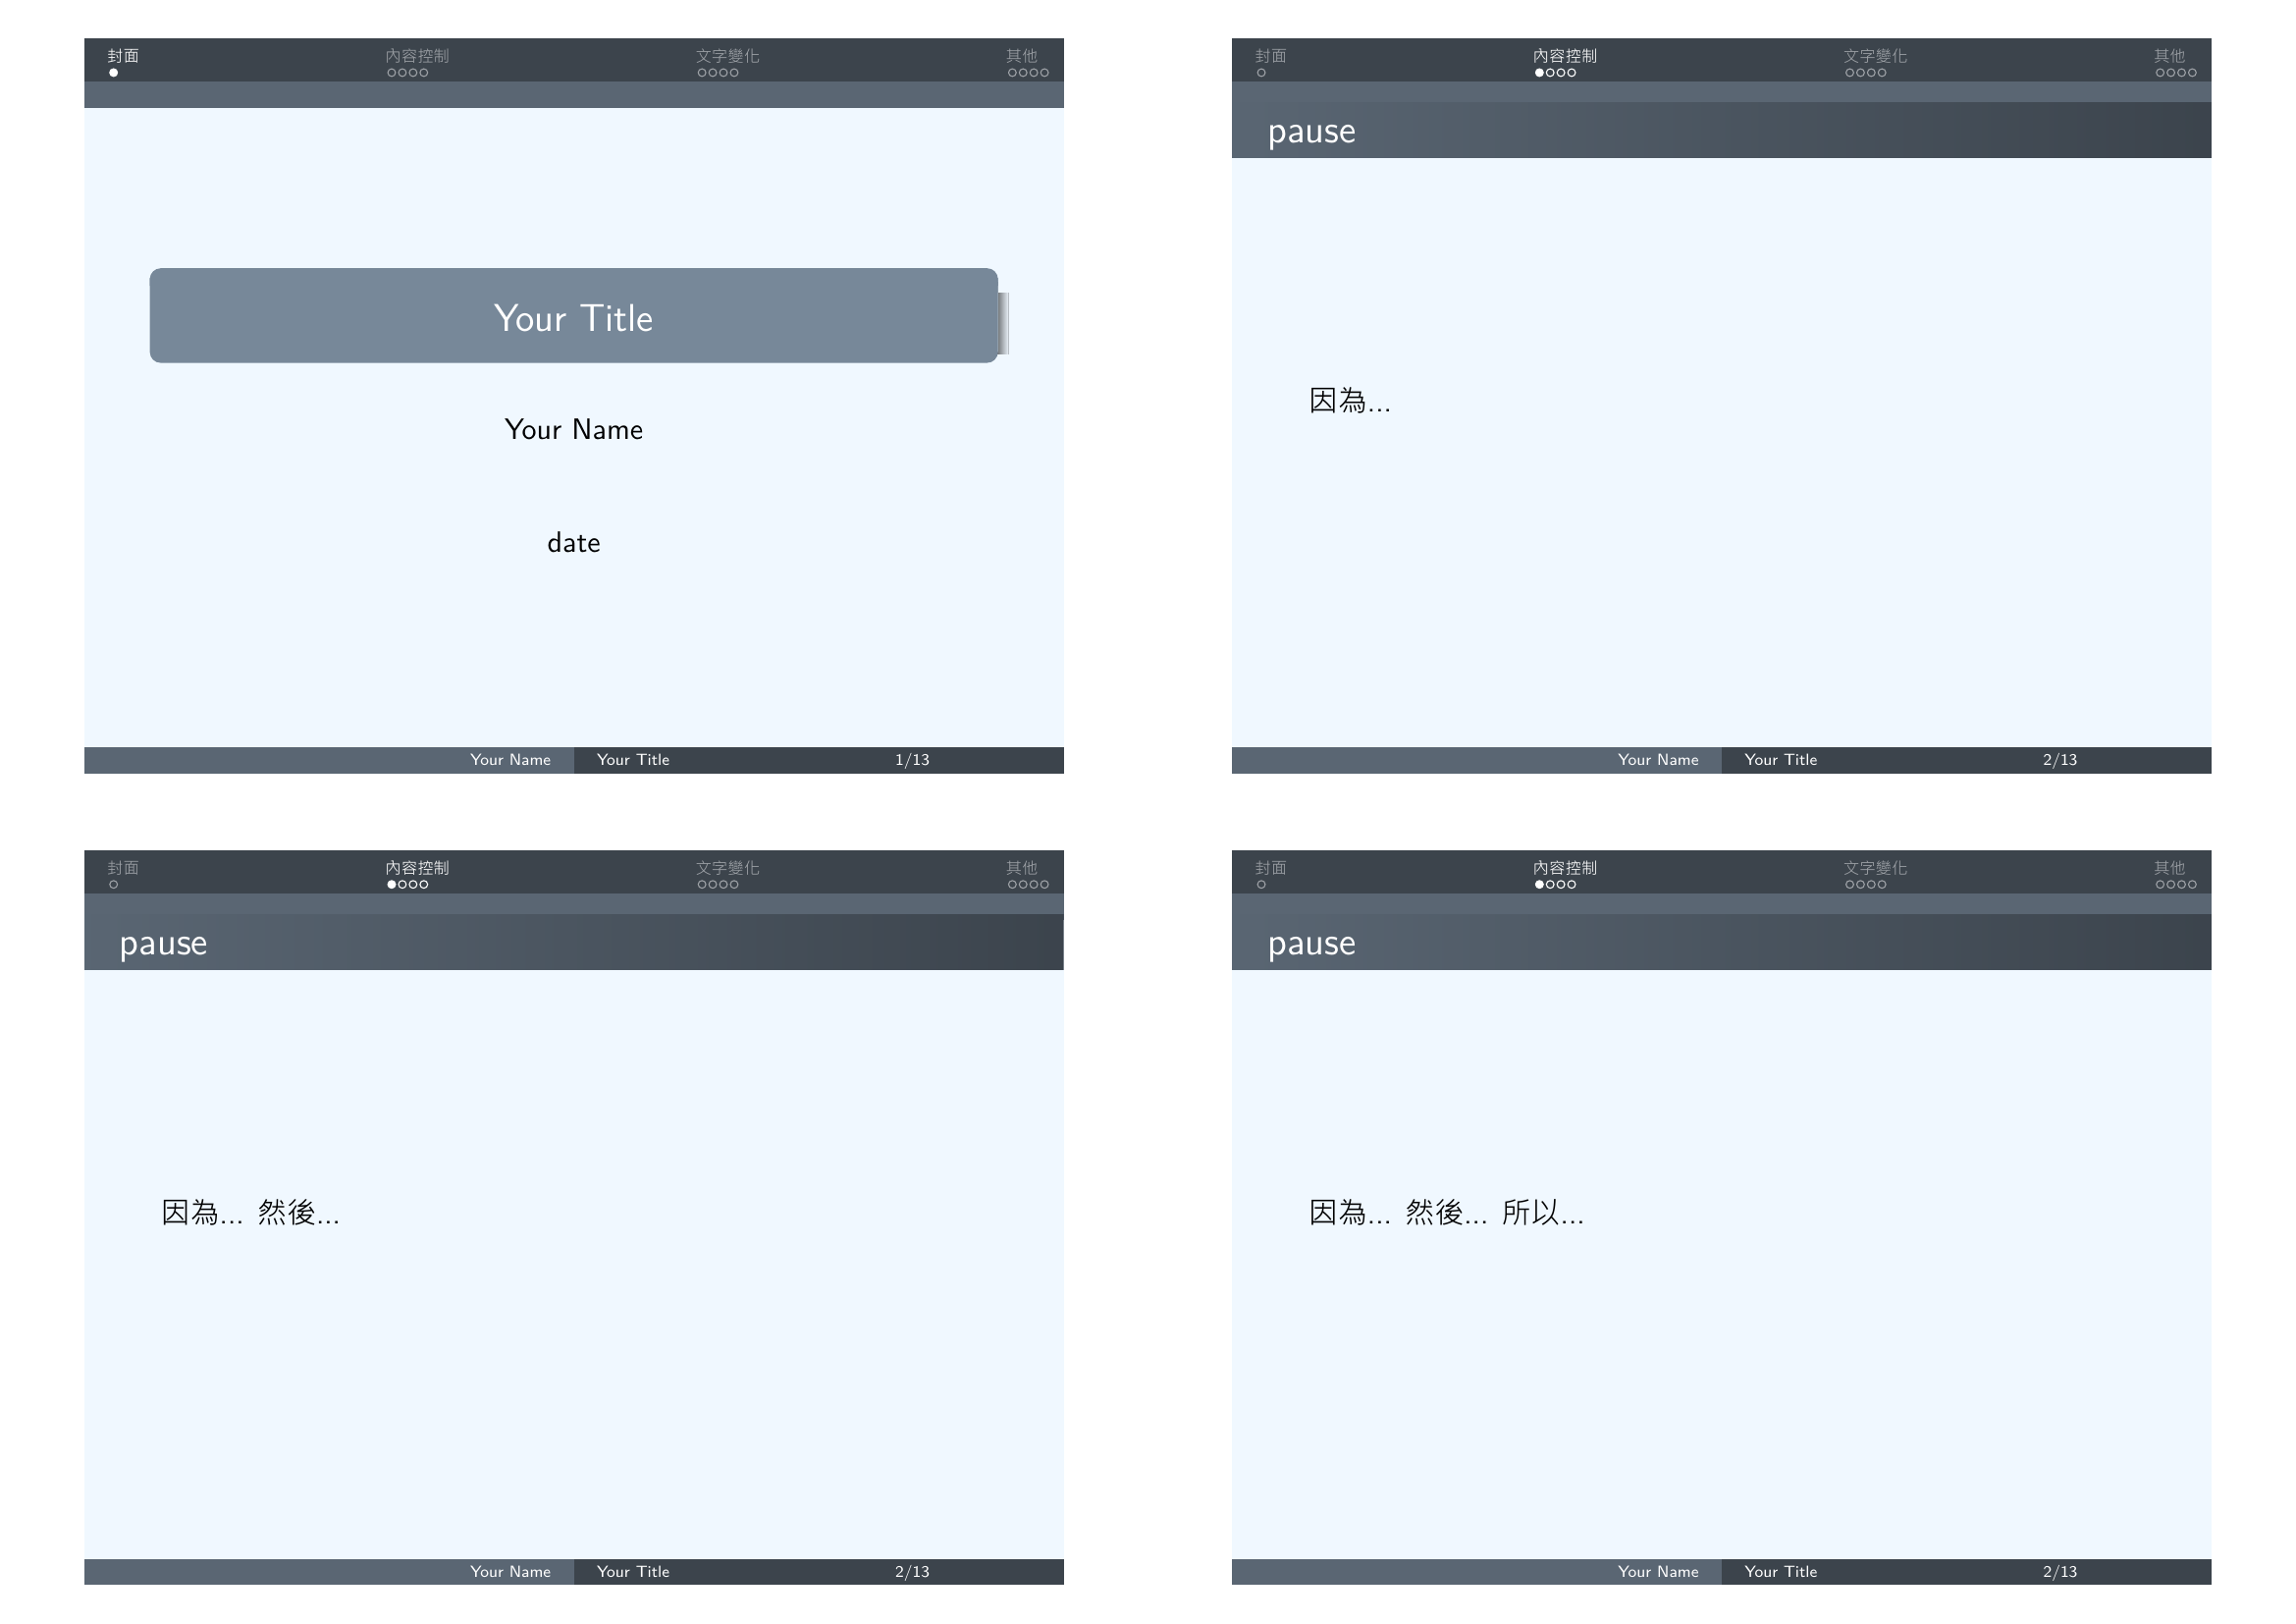 封面 內容控制 文字變化 其他
Your Title
Your Name
date
Your Name Your Title 1/13
封面 內容控制 文字變化 其他
pause
因為...
Your Name Your Title 2/13
封面 內容控制 文字變化 其他
pause
因為... 然後...
Your Name Your Title 2/13
封面 內容控制 文字變化 其他
pause
因為... 然後... 所以...
Your Name Your Title 2/13